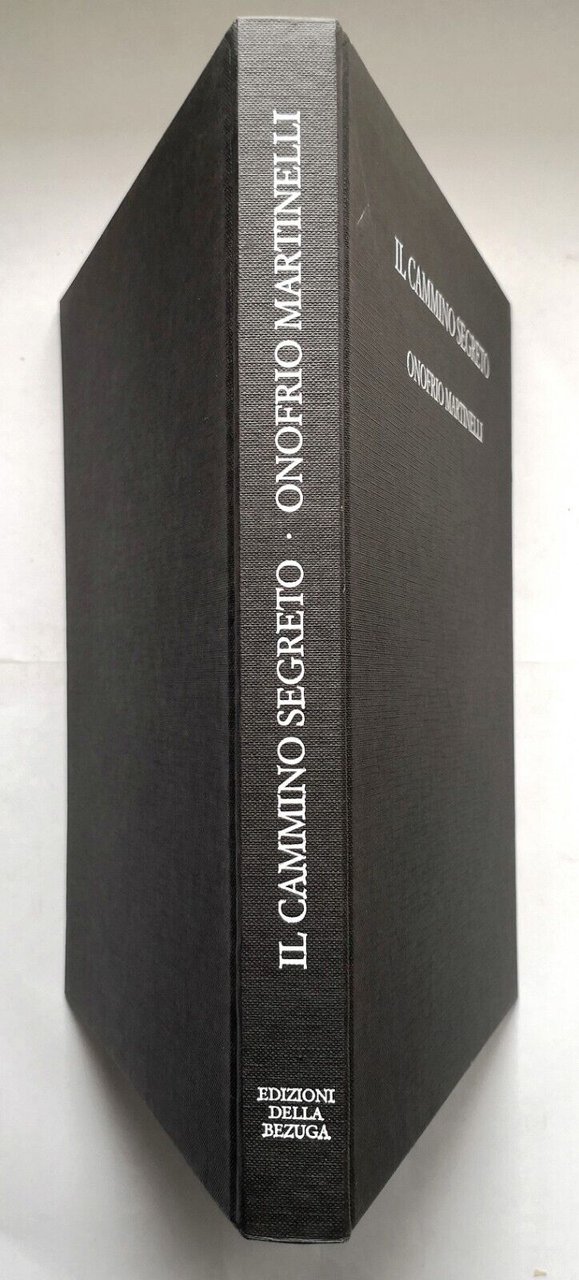 IL CAMMINO SEGRETO · ONOFRIO MARTINELLI
EDIZIONI
DELLA
BEZUGA
IL CAMMINO SEGRETO
ONOFRIO MARTINELLI